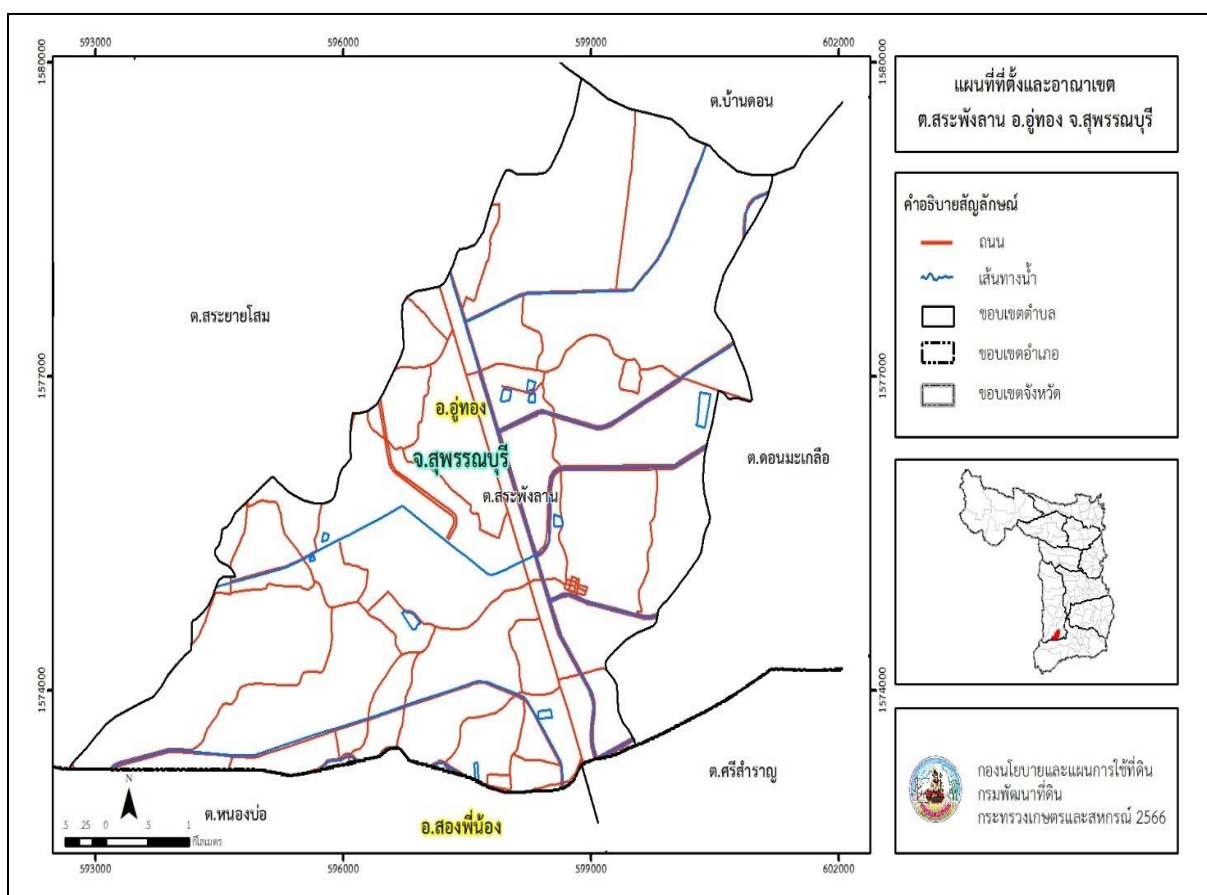 593000
596000
599000
602000
1580000
1580000
ต.บ้านดอน
แผนที่ที่ตั้งและอาณาเขต
ต.สระพังลาน อ.อู่ทอง จ.สุพรรณบุรี
คำอธิบายสัญลักษณ์
ถนน
เส้นทางน้ำ
ขอบเขตตำบล
ขอบเขตอำเภอ
ขอบเขตจังหวัด
ต.สระยายโสม
1577000
1577000
อ.อู่ทอง
จ.สุพรรณบุรี
ต.สระพังลาน
ต.ดอนมะเกลือ
1574000
1574000
ต.ศรีสำราญ
N
ต.หนองบ่อ
อ.สองพี่น้อง
.5 .25 0 .5 1
กิโลเมตร
593000
596000
599000
602000
กองนโยบายและแผนการใช้ที่ดิน
กรมพัฒนาที่ดิน
กระทรวงเกษตรและสหกรณ์ 2566